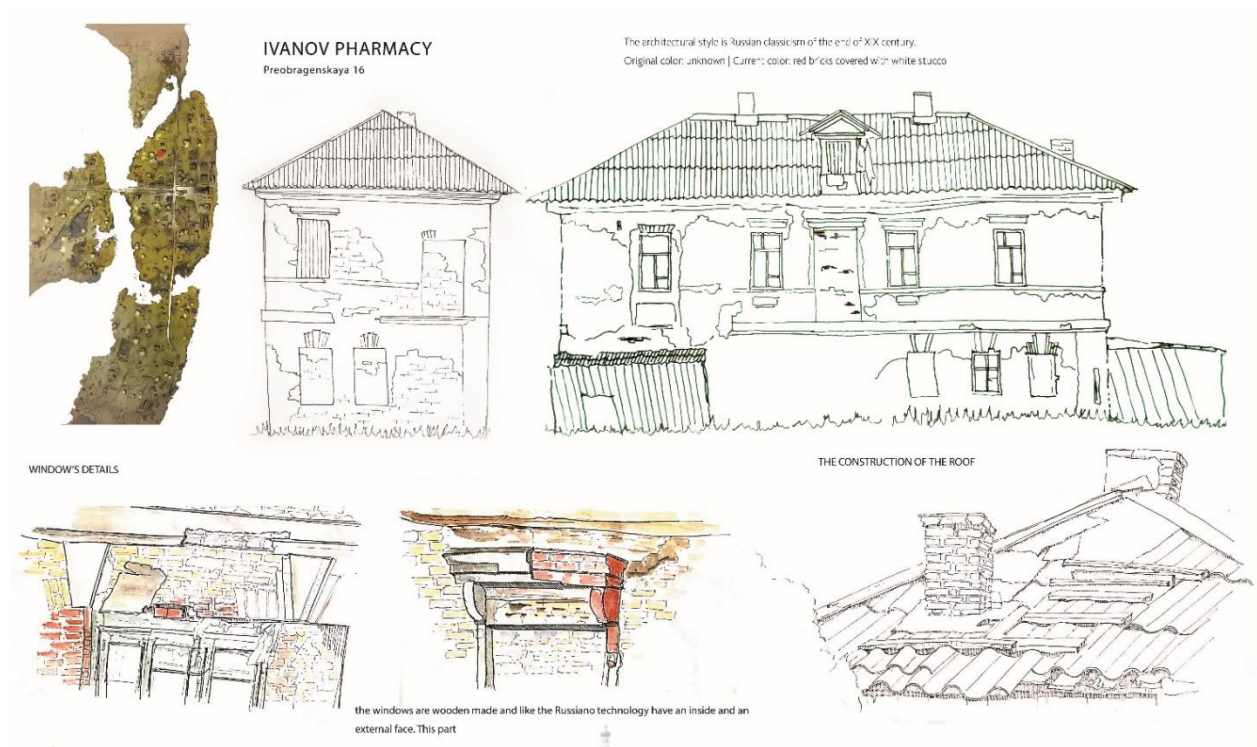 IVANOV PHARMACY
Preobragenskaya 16
The architectural style is Russian classicism of the end of XIX century.
Original color: unknown | Current color: red bricks covered with white stucco
WINDOW'S DETAILS
THE CONSTRUCTION OF THE ROOF
the windows are wooden made and like the Russiano technology have an inside and an
external face. This part